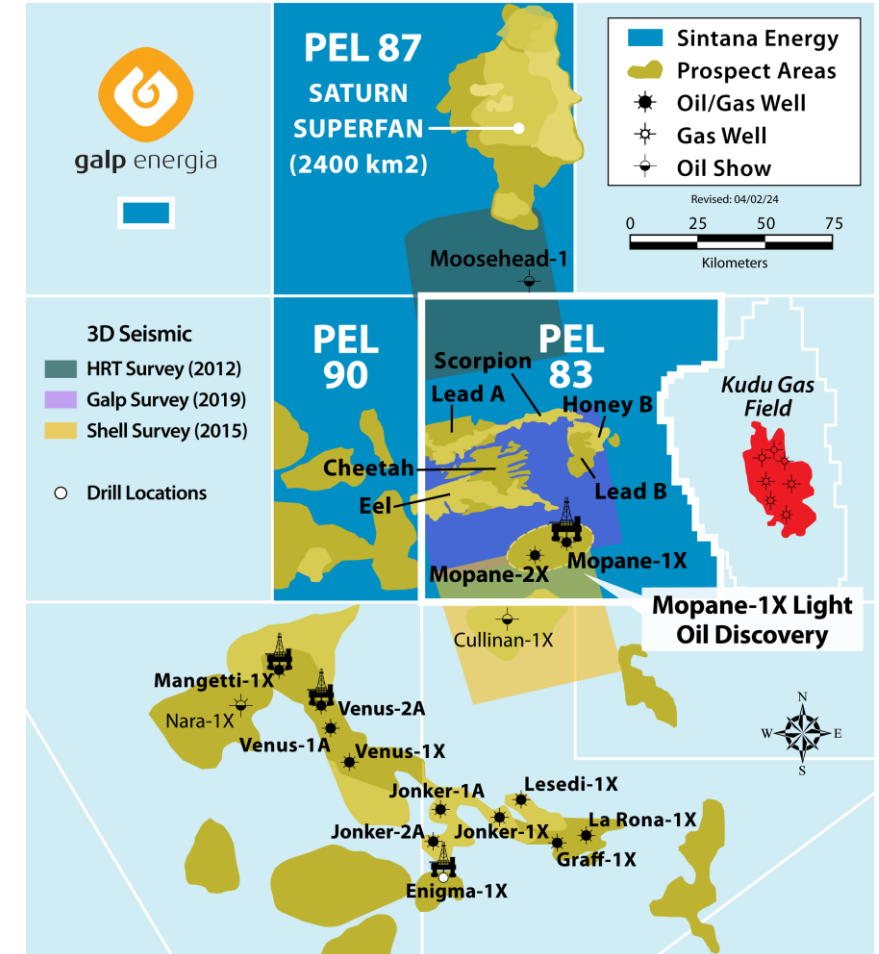 galp energia
PEL 87
SATURN
SUPERFAN
(2400 km2)
Sintana Energy
Prospect Areas
Oil/Gas Well
Gas Well
Oil Show
Revised: 04/02/24
0 25 50 75
Kilometers
Moosehead-1
3D Seismic
HRT Survey (2012)
Galp Survey (2019)
Shell Survey (2015)
Drill Locations
PEL
90
PEL
83
Scorpion
Lead A
Honey B
Cheetah
Lead B
Eel
Mopane-1X
Mopane-2X
Kudu Gas
Field
Mopane-1X Light
Oil Discovery
Cullinan-1X
Mangetti-1X
Nara-1X
Venus-2A
Venus-1A
Venus-1X
Jonker-1A
Lesedi-1X
Jonker-2A
Jonker-1X
La Rona-1X
Graff-1X
Enigma-1X
N
W E
S